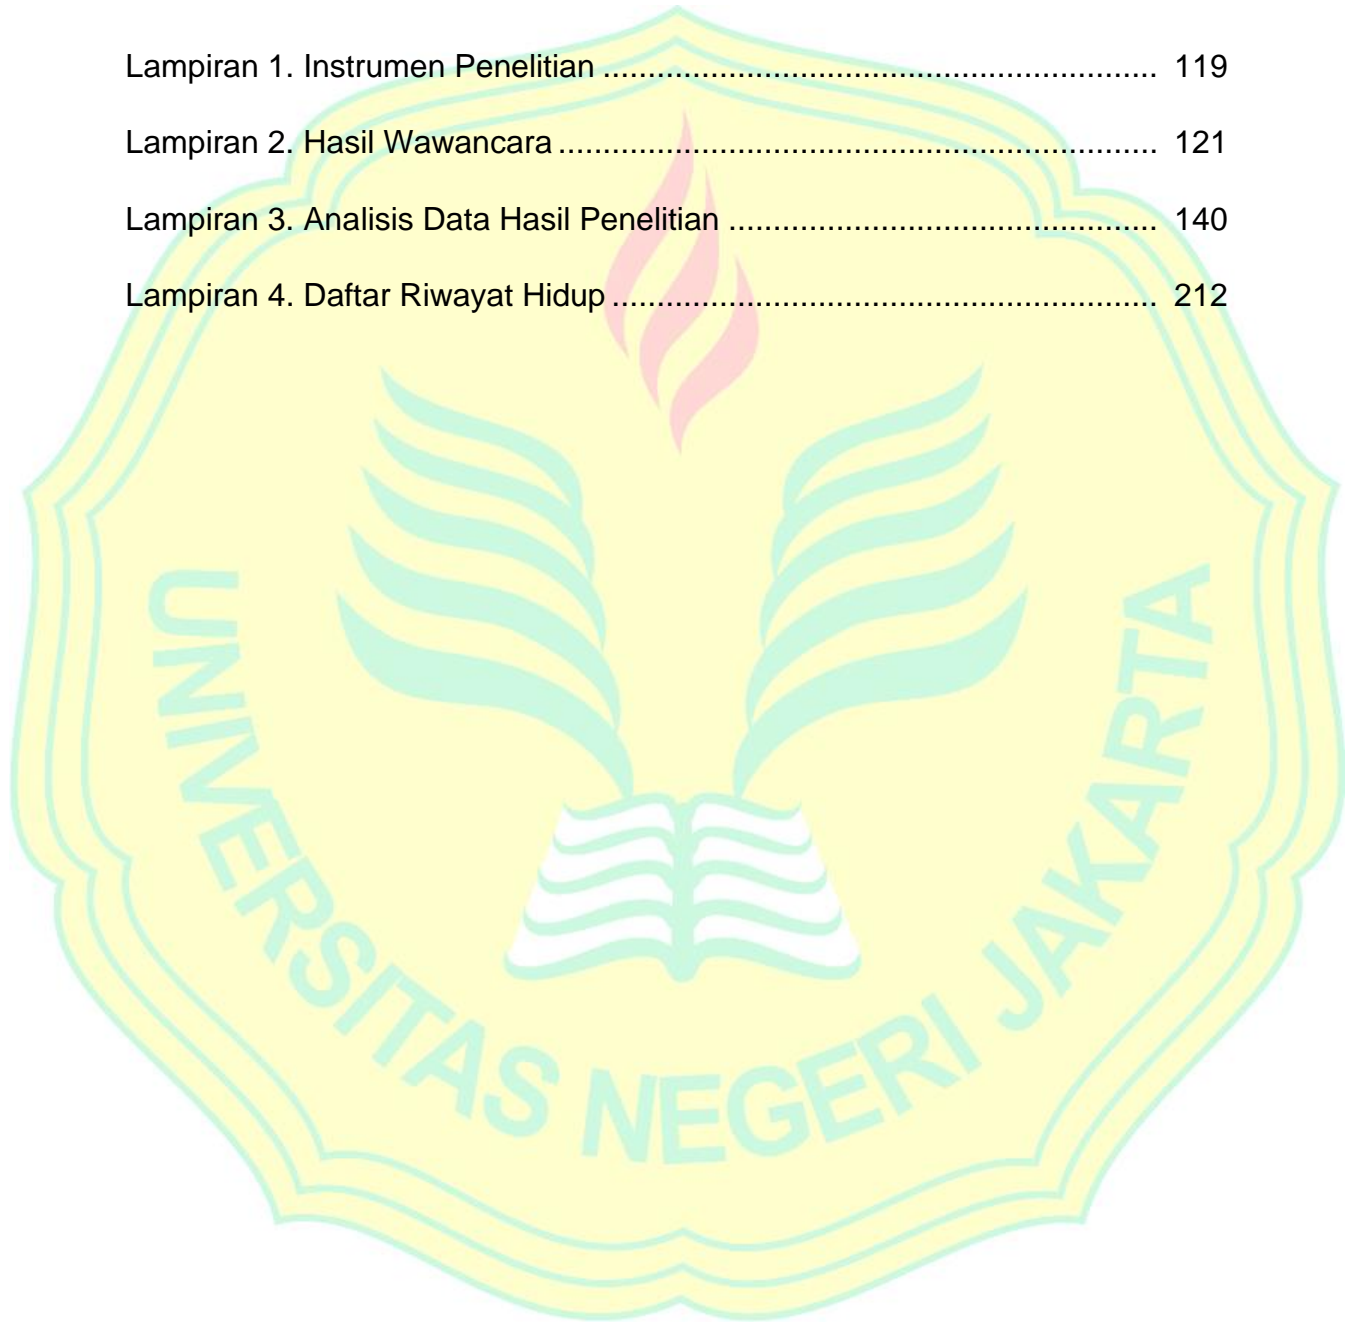 Lampiran 1. Instrumen Penelitian .............................................................. 119
Lampiran 2. Hasil Wawancara ................................................................... 121
Lampiran 3. Analisis Data Hasil Penelitian ................................................ 140
Lampiran 4. Daftar Riwayat Hidup ............................................................. 212
UNIVERSITAS NEGERI JAKARTA